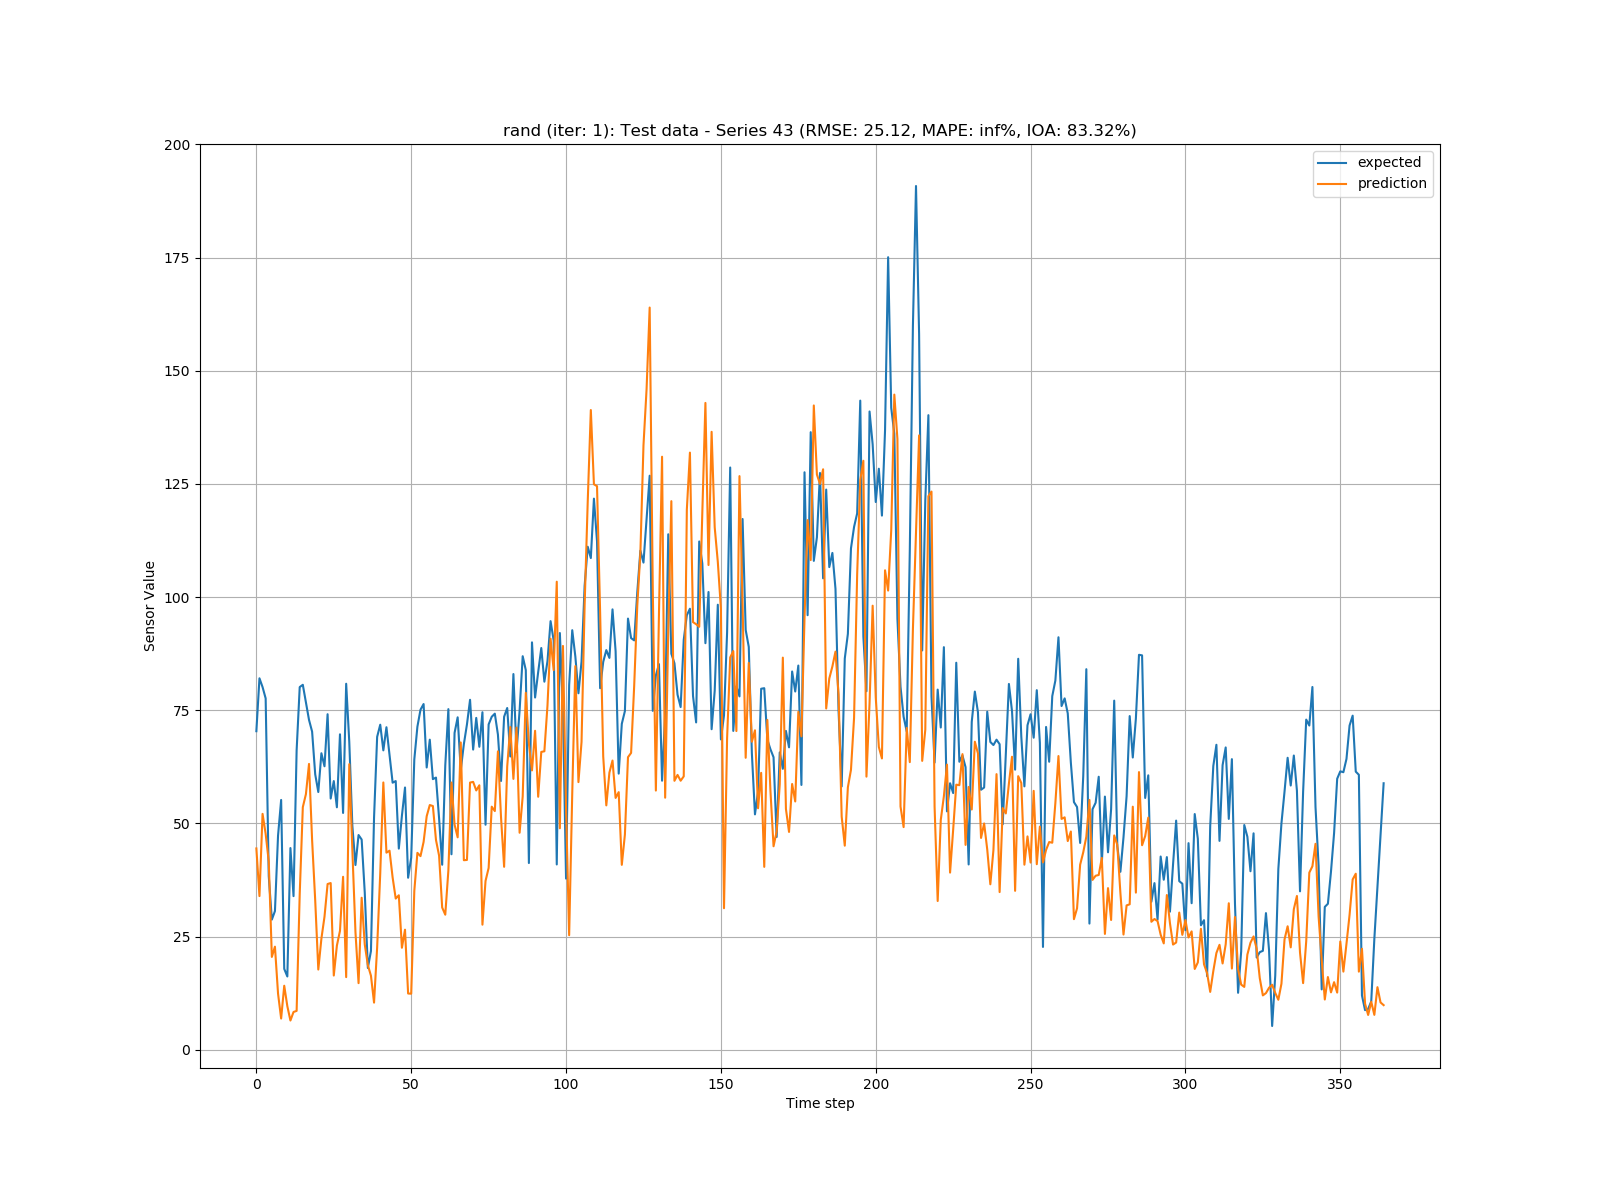 rand (iter: 1): Test data - Series 43 (RMSE: 25.12, MAPE: inf%, IOA: 83.32%)
expected
prediction
200
175
150
125
100
75
50
25
0
Sensor Value
0 50 100 150 200 250 300 350
Time step